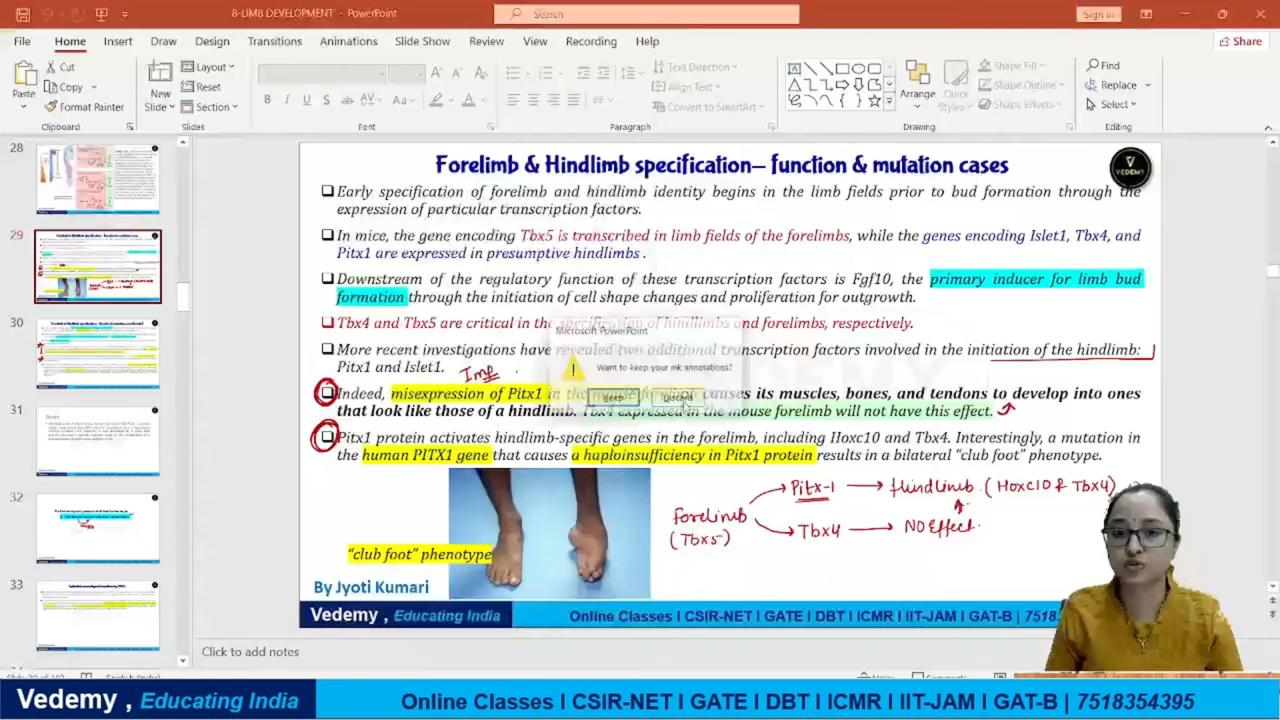 8-LIMB DEVELOPMENT - PowerPoint
Search
Sign in
File Home Insert Draw Design Transitions Animations Slide Show Review View Recording Help
Share
Paste
Cut
Copy
Format Painter
Clipboard
New Slide
Layout
Reset
Section
Slides
Font
Text Direction
Align Text
Convert to SmartArt
Paragraph
Arrange
Quick Styles
Shape Fill
Shape Outline
Shape Effects
Drawing
Find
Replace
Select
Editing
28
29
30
31
32
33
Forelimb & Hindlimb specification– function & mutation cases
VEDEMY
Early specification of forelimb and hindlimb identity begins in the limb fields prior to bud formation through the
expression of particular transcription factors.
In mice, the gene encoding Tbx5 is transcribed in limb fields of the forelimbs, while the genes encoding Islet1, Tbx4, and
Pitx1 are expressed in presumptive hindlimbs .
Downstream of the regulatory function of these transcription factors is Fgf10, the primary inducer for limb bud
formation through the initiation of cell shape changes and proliferation for outgrowth.
Tbx4 and Tbx5 are critical in the specification of hindlimbs and forelimbs, respectively.
More recent investigations have revealed two additional transcription factors involved in the initiation of the hindlimb:
Pitx1 and Islet1.
Imp
Microsoft PowerPoint
Want to keep your ink annotations?
Keep
Discard
Indeed, misexpression of Pitx1 in the mouse forelimb causes its muscles, bones, and tendons to develop into ones
that look like those of a hindlimb. Tbx4 expressed in the mouse forelimb will not have this effect.
Pitx1 protein activates hindlimb-specific genes in the forelimb, including Hoxc10 and Tbx4. Interestingly, a mutation in
the human PITX1 gene that causes a haploinsufficiency in Pitx1 protein results in a bilateral “club foot” phenotype.
Forelimb
(Tbx5)
Pitx-1
Hindlimb (Hoxc10 & Tbx4)
Tbx4
NO Effect
“club foot” phenotype
By Jyoti Kumari
Vedemy , Educating India
Online Classes I CSIR-NET I GATE I DBT I ICMR I IIT-JAM I GAT-B I 7518
Click to add notes
Vedemy , Educating India
Online Classes I CSIR-NET I GATE I DBT I ICMR I IIT-JAM I GAT-B I 7518354395